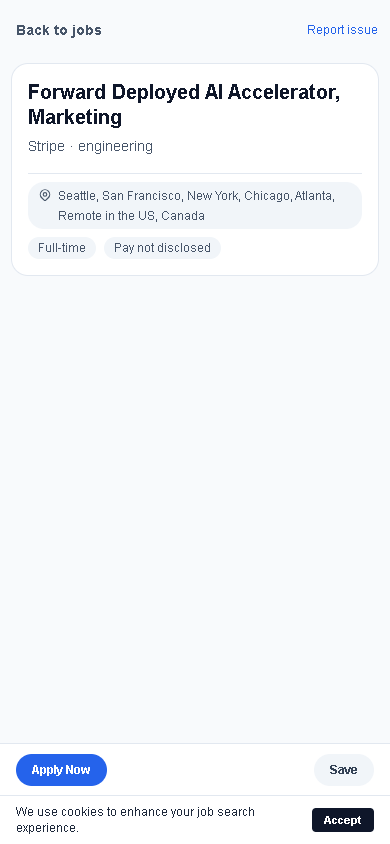 Back to jobs
Report issue
Forward Deployed AI Accelerator,
Marketing
Stripe · engineering
Seattle, San Francisco, New York, Chicago, Atlanta,
Remote in the US, Canada
Full-time
Pay not disclosed
Apply Now
Save
We use cookies to enhance your job search
experience.
Accept